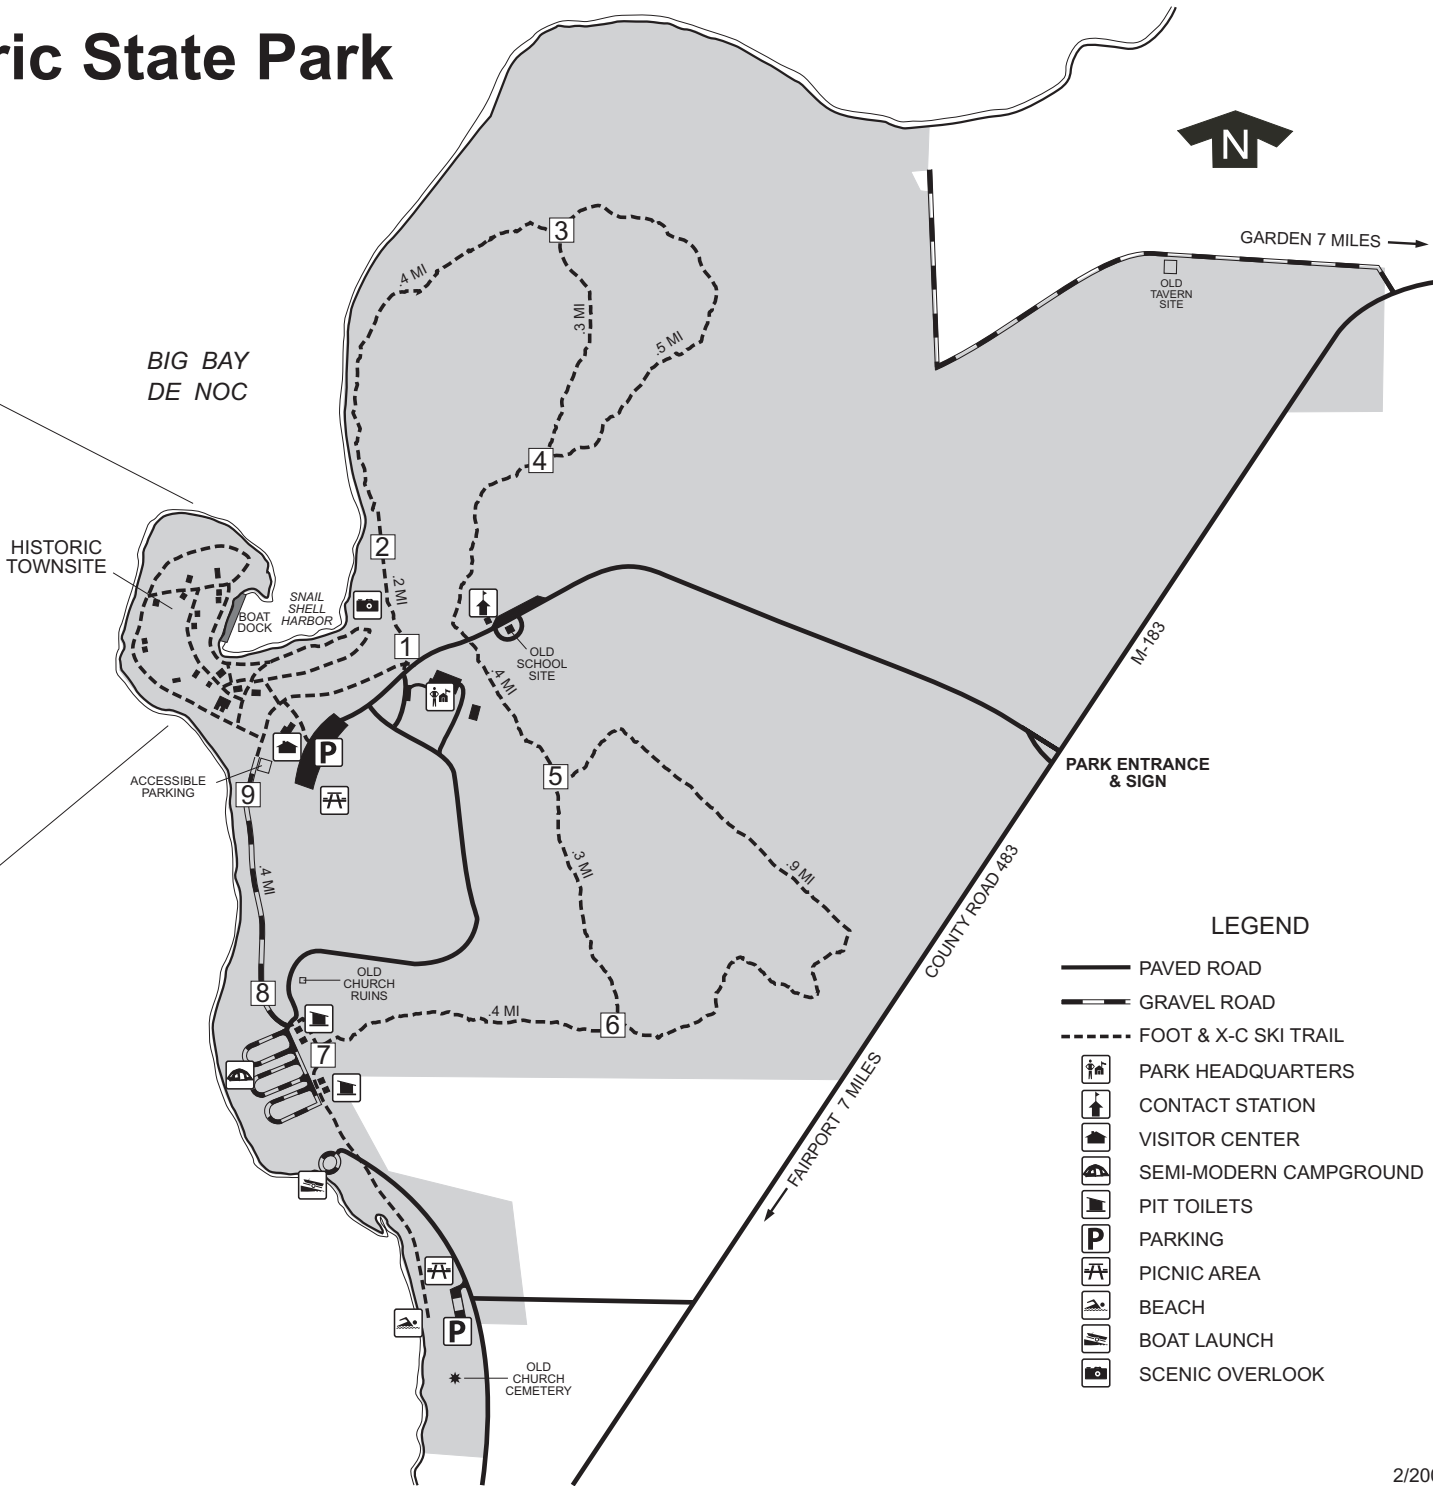 ric State Park
N
GARDEN 7 MILES
OLD
TAVERN
SITE
3
.4 MI
.3 MI
.5 MI
BIG BAY
DE NOC
4
2
HISTORIC
TOWNSITE
SNAIL
SHELL
HARBOR
BOAT
DOCK
.2 MI
1
OLD
SCHOOL
SITE
M-183
.4 MI
P
5
PARK ENTRANCE
& SIGN
ACCESSIBLE
PARKING
9
.4 MI
.3 MI
.9 MI
COUNTY ROAD 483
OLD
CHURCH
RUINS
8
.4 MI
6
7
FAIRPORT 7 MILES
P
OLD
CHURCH
CEMETERY
LEGEND
PAVED ROAD
GRAVEL ROAD
FOOT & X-C SKI TRAIL
PARK HEADQUARTERS
CONTACT STATION
VISITOR CENTER
SEMI-MODERN CAMPGROUND
PIT TOILETS
P PARKING
PICNIC AREA
BEACH
BOAT LAUNCH
SCENIC OVERLOOK
2/200